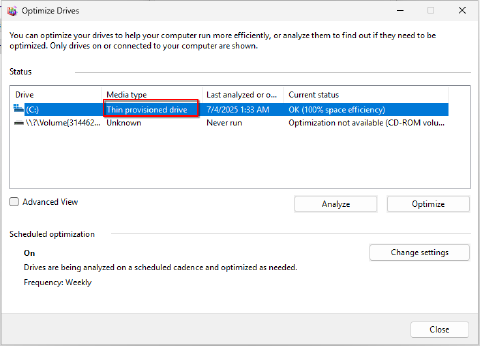 Optimize Drives
You can optimize your drives to help your computer run more efficiently, or analyze them to find out if they need to be
optimized. Only drives on or connected to your computer are shown.
Status
Drive Media type Last analyzed or o... Current status
(C:) Thin provisioned drive 7/4/2025 1:33 AM OK (100% space efficiency)
\\?\Volume{314462... Unknown Never run Optimization not available (CD-ROM volu...
Advanced View Analyze Optimize
Scheduled optimization
On Change settings
Drives are being analyzed on a scheduled cadence and optimized as needed.
Frequency: Weekly
Close